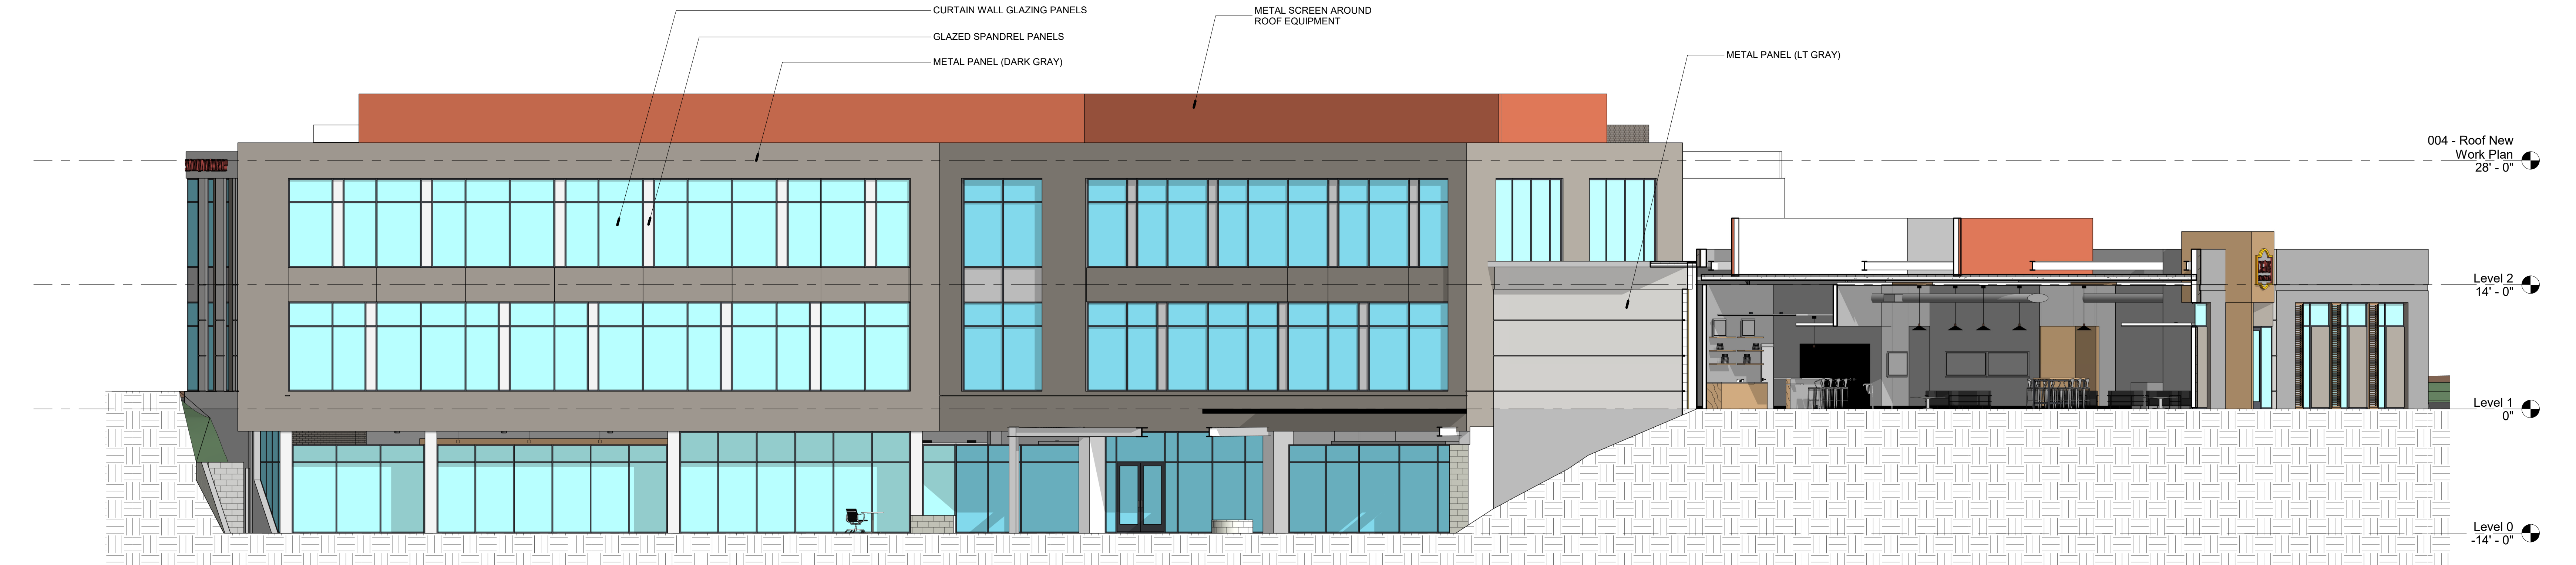 CURTAIN WALL GLAZING PANELS
GLAZED SPANDREL PANELS
METAL PANEL (DARK GRAY)
METAL SCREEN AROUND
ROOF EQUIPMENT
METAL PANEL (LT GRAY)
004 - Roof New
Work Plan
28' - 0"
Level 2
14' - 0"
Level 1
0"
Level 0
-14' - 0"